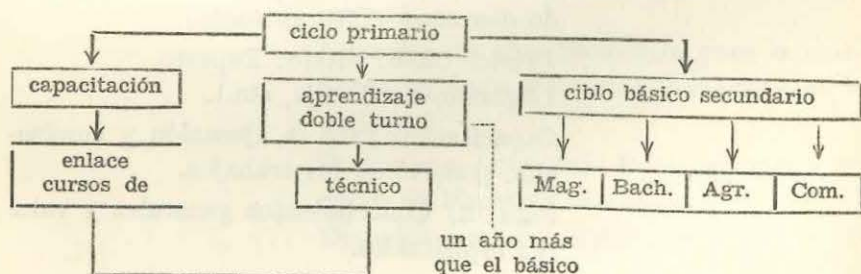 ciclo primario
capacitación
aprendizaje
doble turno
ciblo básico secundario
enlace
cursos de
técnico
Mag. Bach. Agr. Com.
un año más
que el básico